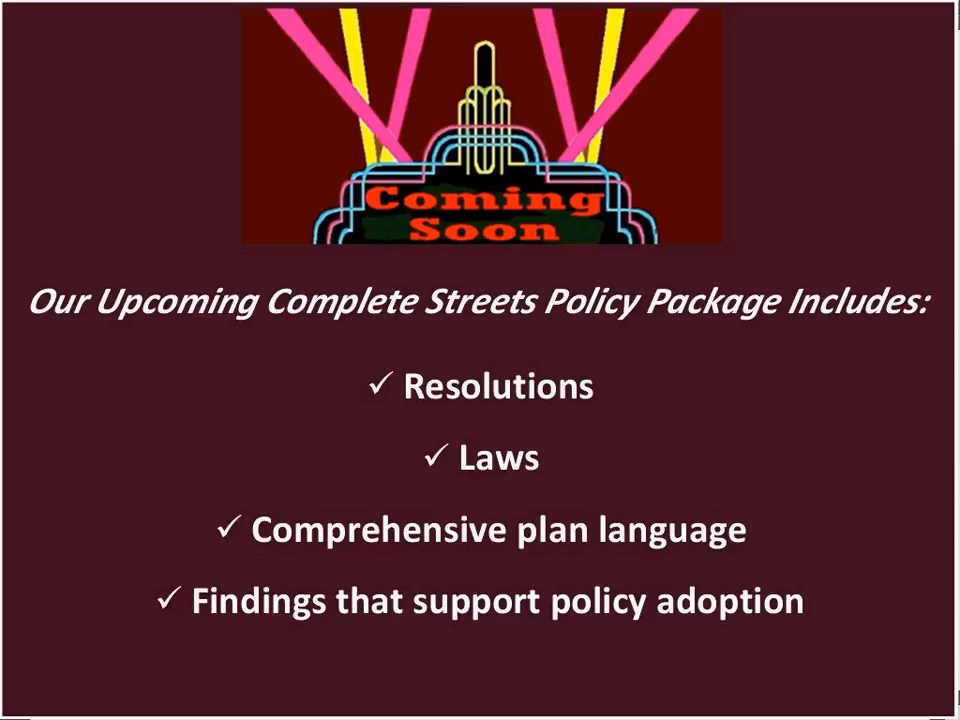 Coming
Soon
Our Upcoming Complete Streets Policy Package Includes:
✓ Resolutions
✓ Laws
✓ Comprehensive plan language
✓ Findings that support policy adoption